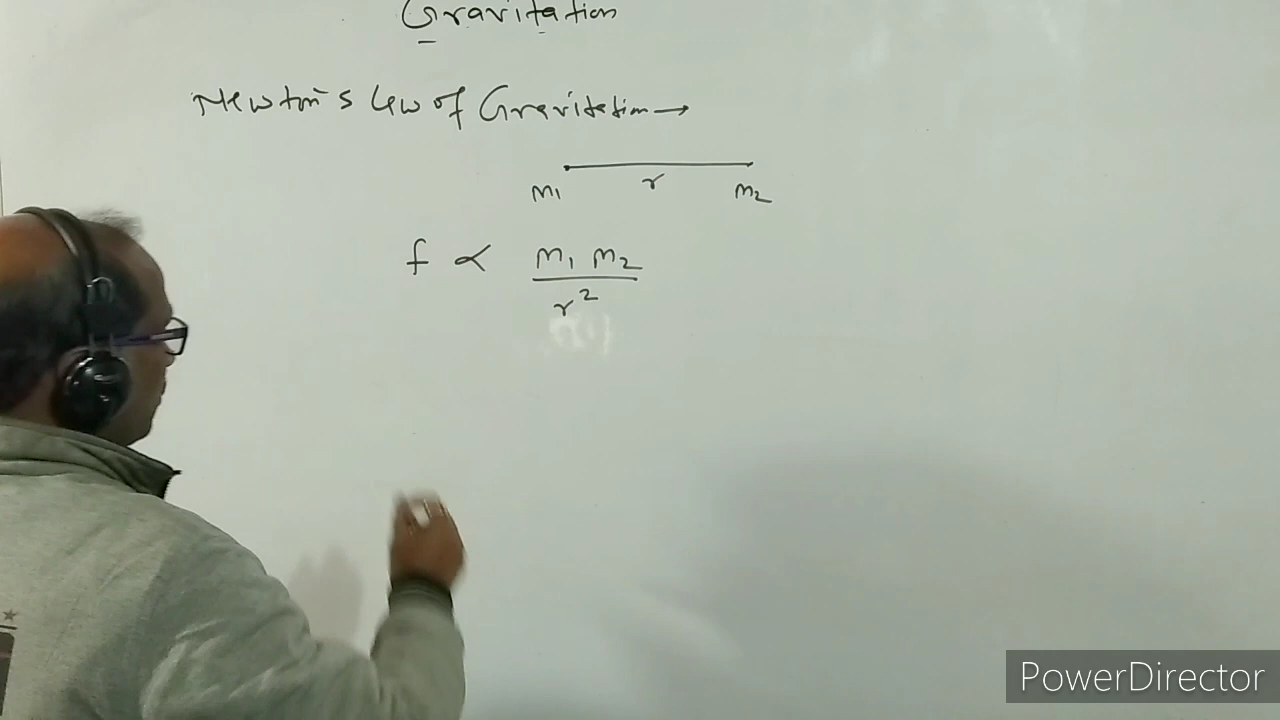 Gravitation
Newton's Law of Gravitation →
m1 r m2
f ∝ m1 m2 / r²
PowerDirector